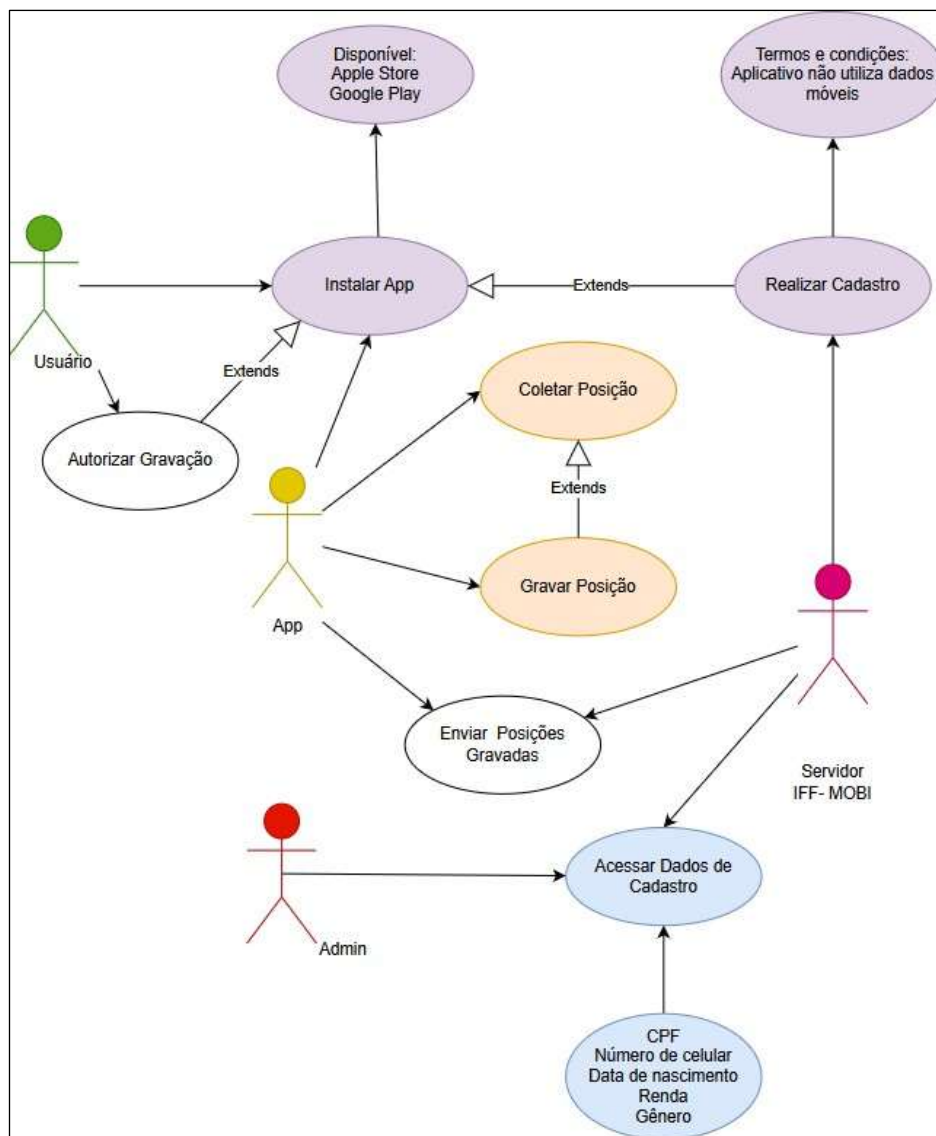 Disponível:
Apple Store
Google Play
Termos e condições:
Aplicativo não utiliza dados
móveis
Instalar App
Extends
Realizar Cadastro
Usuário
Extends
Coletar Posição
Autorizar Gravação
Extends
Gravar Posição
App
Enviar Posições
Gravadas
Servidor
IFF- MOBI
Acessar Dados de
Cadastro
Admin
CPF
Número de celular
Data de nascimento
Renda
Gênero